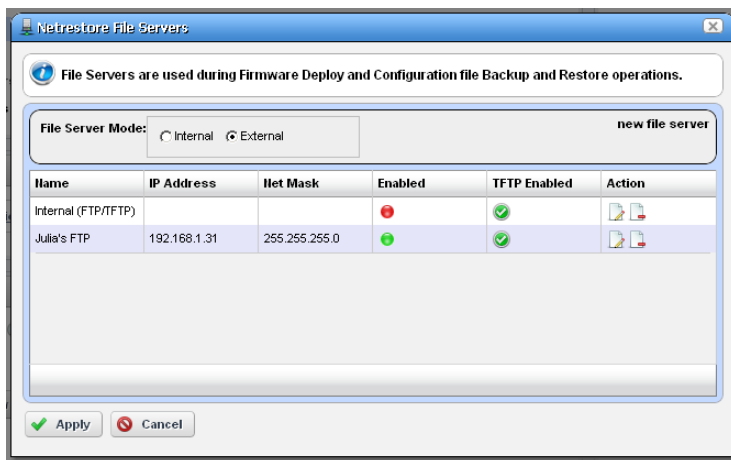 Netrestore File Servers
File Servers are used during Firmware Deploy and Configuration file Backup and Restore operations.
File Server Mode: Internal External new file server
Name IP Address Net Mask Enabled TFTP Enabled Action
Internal (FTP/TFTP)
Julia's FTP 192.168.1.31 255.255.255.0
Apply Cancel